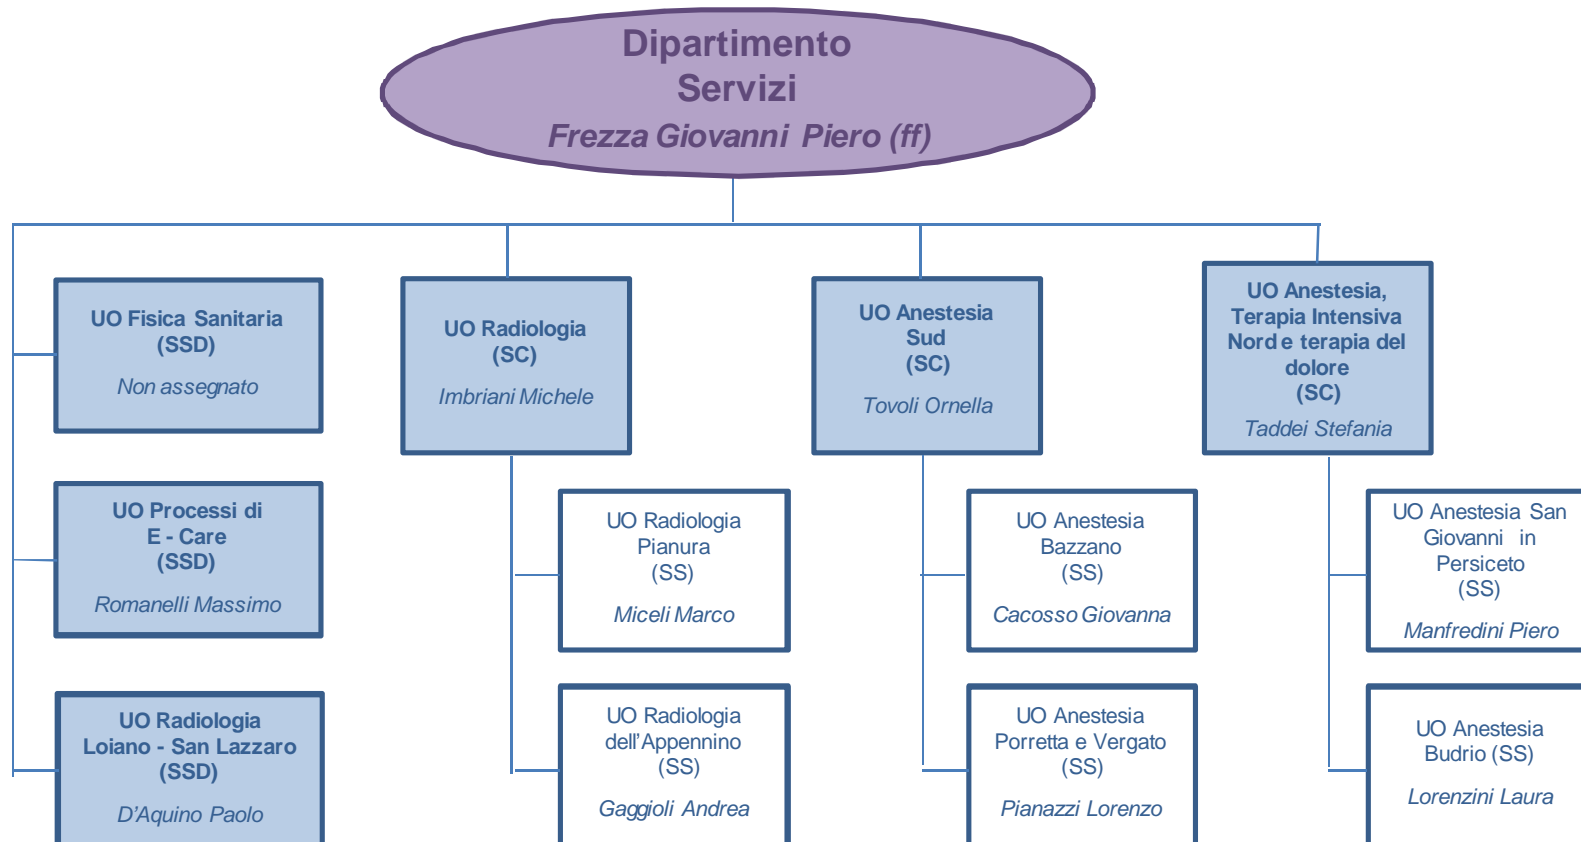 Dipartimento
Servizi
Frezza Giovanni Piero (ff)
UO Fisica Sanitaria
(SSD)
Non assegnato
UO Radiologia
(SC)
Imbriani Michele
UO Anestesia
Sud
(SC)
Tovoli Ornella
UO Anestesia,
Terapia Intensiva
Nord e terapia del
dolore
(SC)
Taddei Stefania
UO Processi di
E - Care
(SSD)
Romanelli Massimo
UO Radiologia
Pianura
(SS)
Miceli Marco
UO Anestesia
Bazzano
(SS)
Cacosso Giovanna
UO Anestesia San
Giovanni in
Persiceto
(SS)
Manfredini Piero
UO Radiologia
Loiano - San Lazzaro
(SSD)
D'Aquino Paolo
UO Radiologia
dell'Appennino
(SS)
Gaggioli Andrea
UO Anestesia
Porretta e Vergato
(SS)
Pianazzi Lorenzo
UO Anestesia
Budrio (SS)
Lorenzini Laura